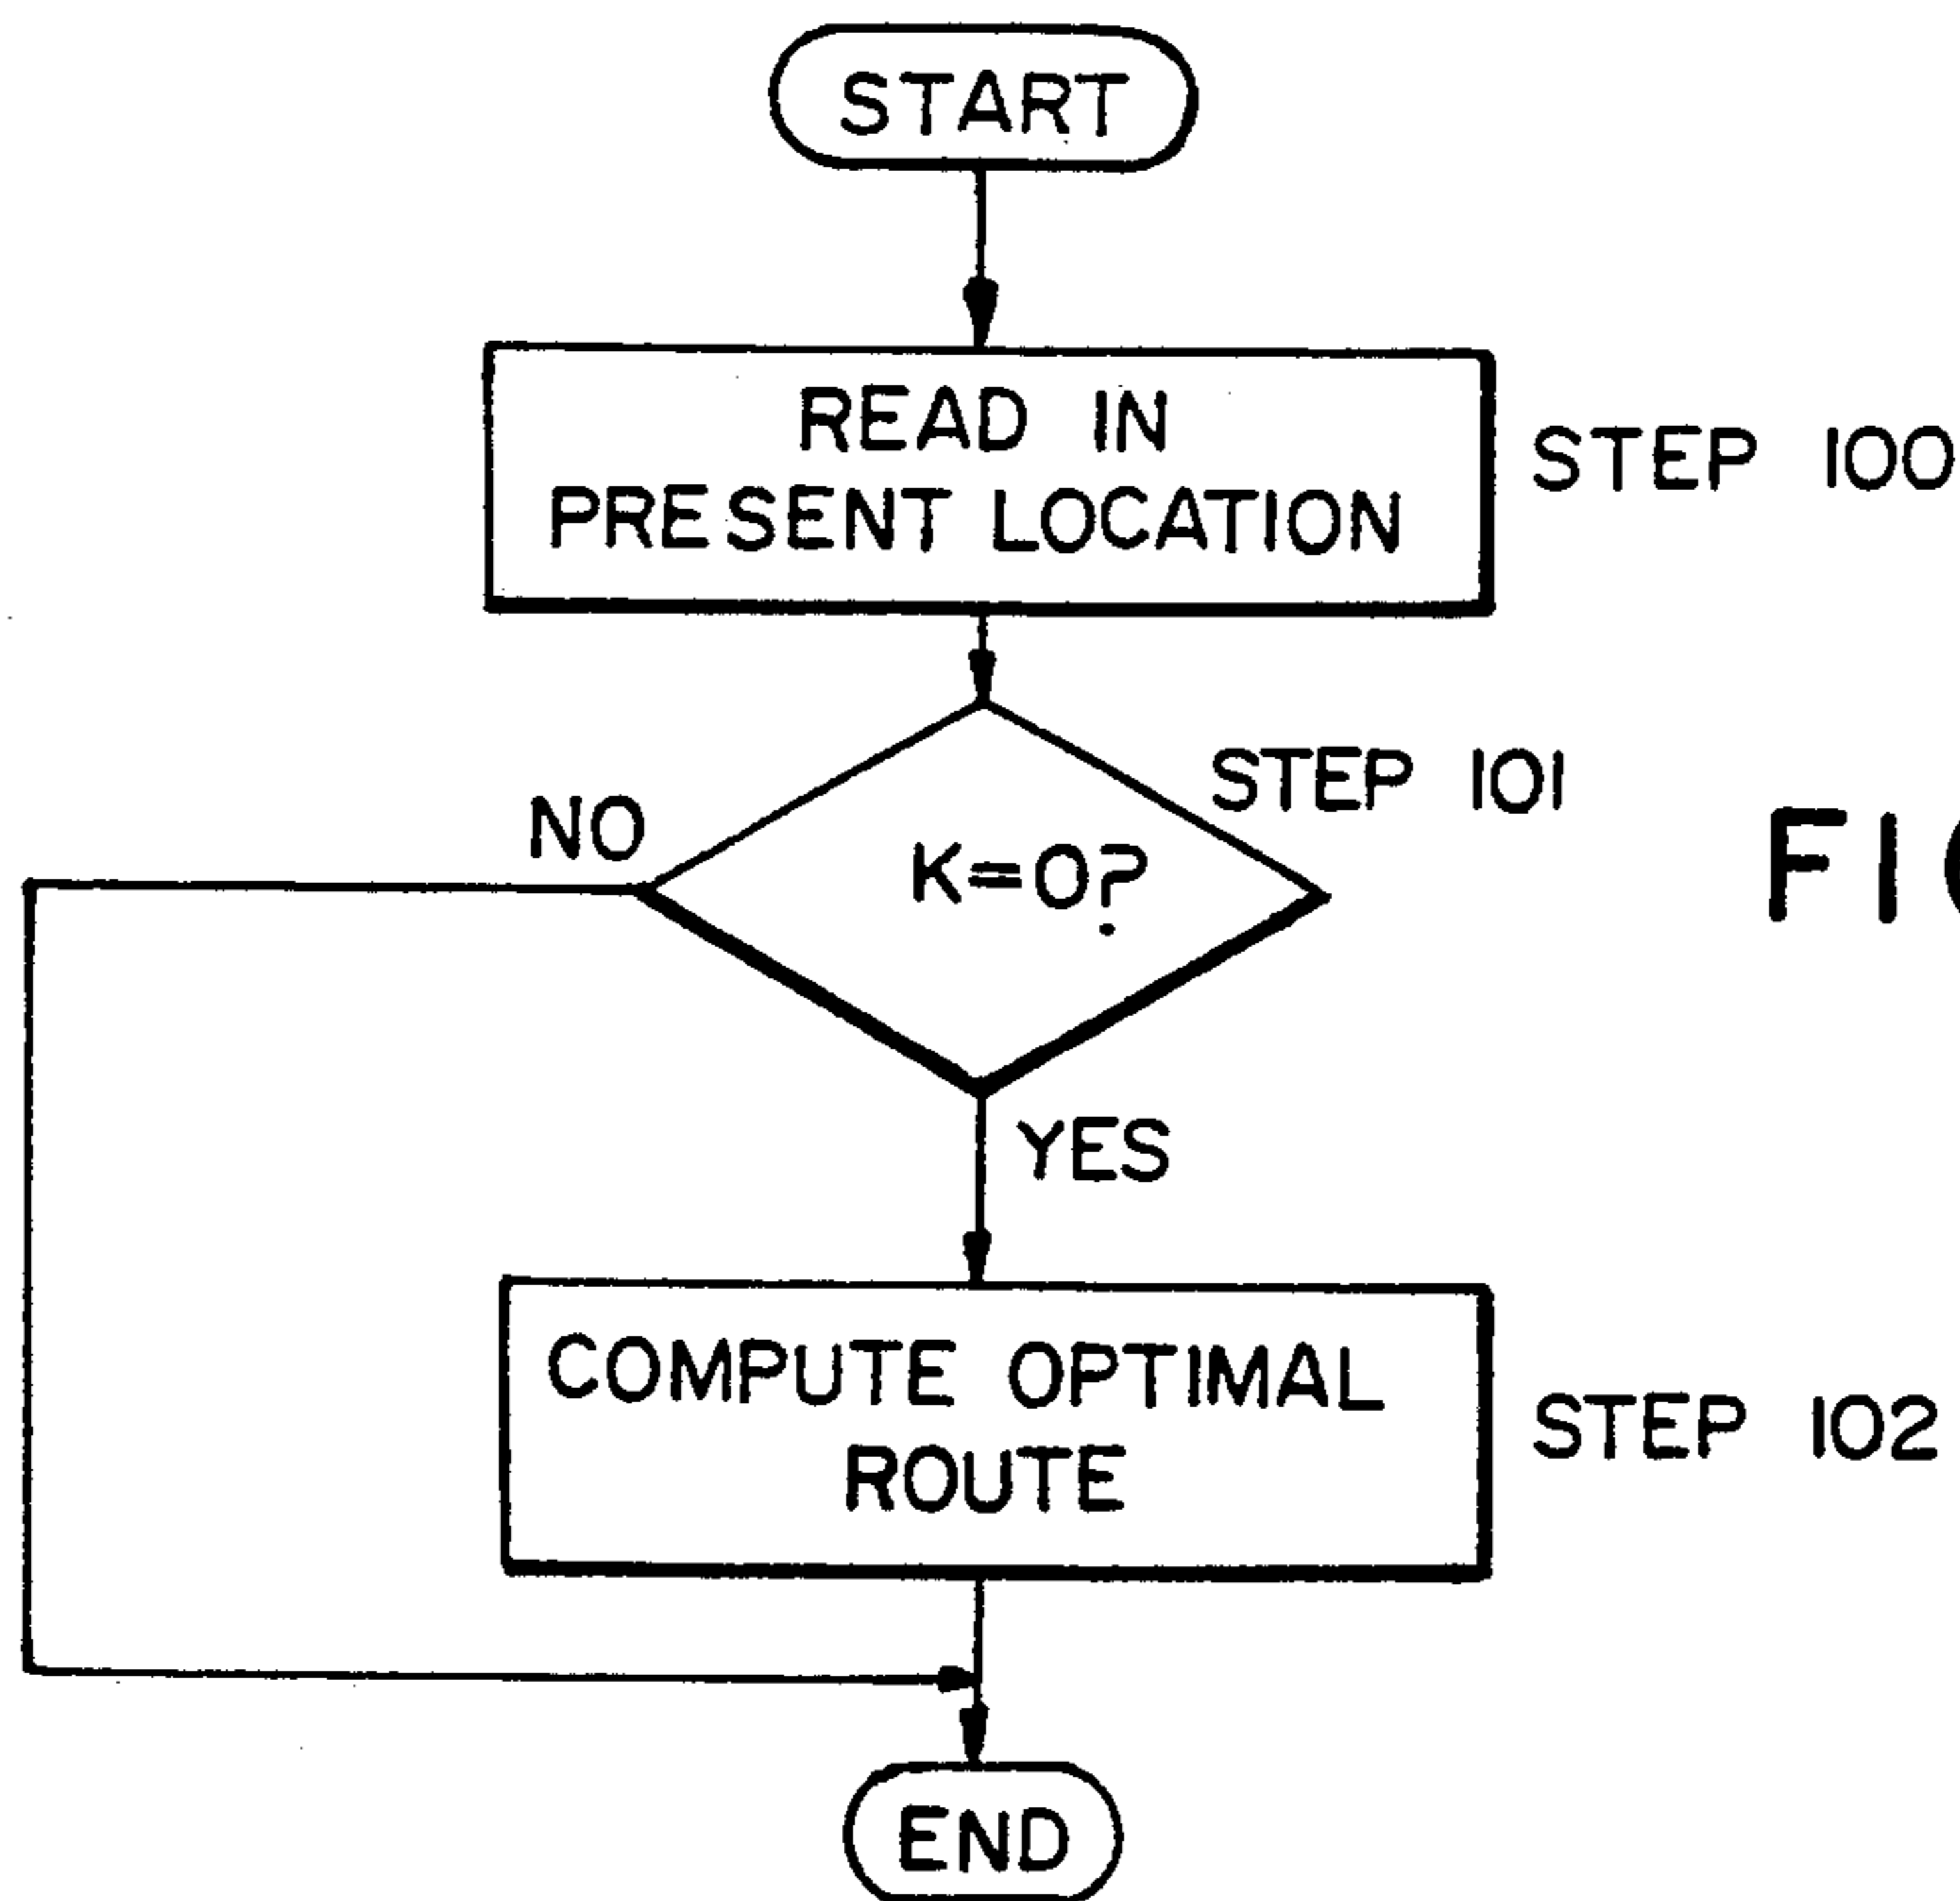 START
READ IN
PRESENT LOCATION
STEP 100
STEP 101
NO
K=0?
YES
COMPUTE OPTIMAL
ROUTE
STEP 102
END